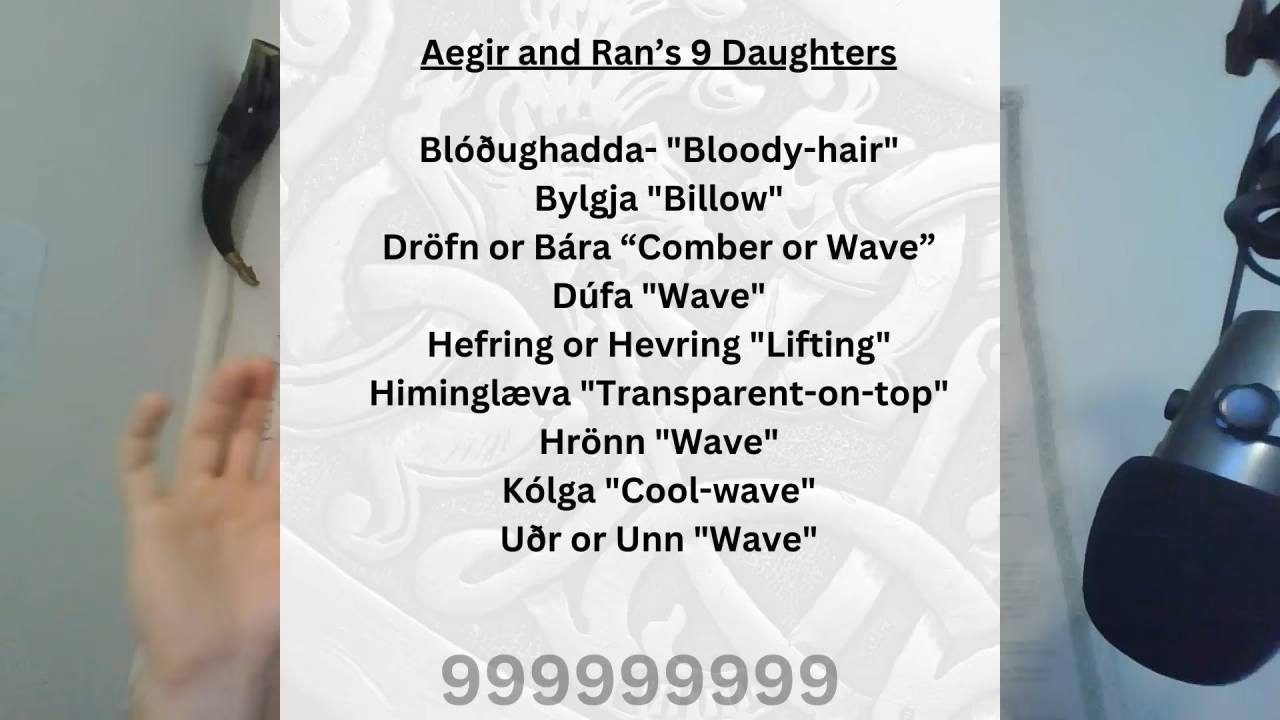 Aegir and Ran’s 9 Daughters
Blóðughadda- "Bloody-hair"
Bylgja "Billow"
Dröfn or Bára “Comber or Wave”
Dúfa "Wave"
Hefring or Hevring "Lifting"
Himinglæva "Transparent-on-top"
Hrönn "Wave"
Kólga "Cool-wave"
Uðr or Unn "Wave"
999999999